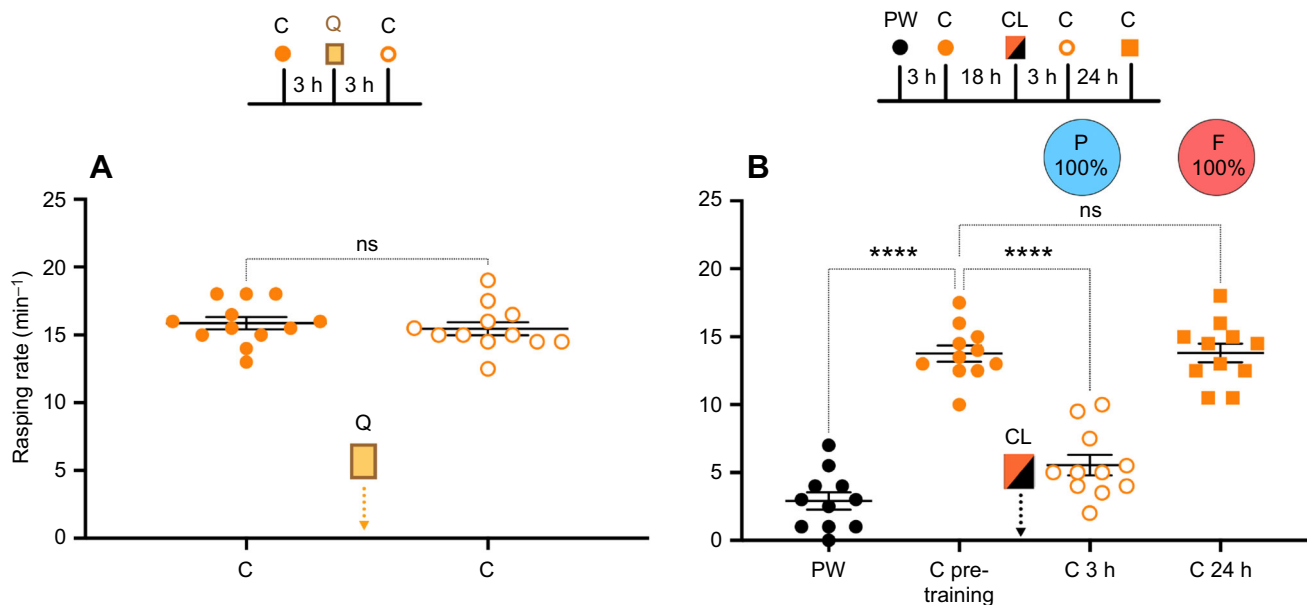 C Q C
3 h 3 h
PW C CL C C
3 h 18 h 3 h 24 h
P
100%
F
100%
A
25
20
15
10
5
0
Rasping rate (min⁻¹)
ns
Q
C C
B
25
20
15
10
5
0
ns
**** ****
CL
PW C pre- C 3 h C 24 h
training